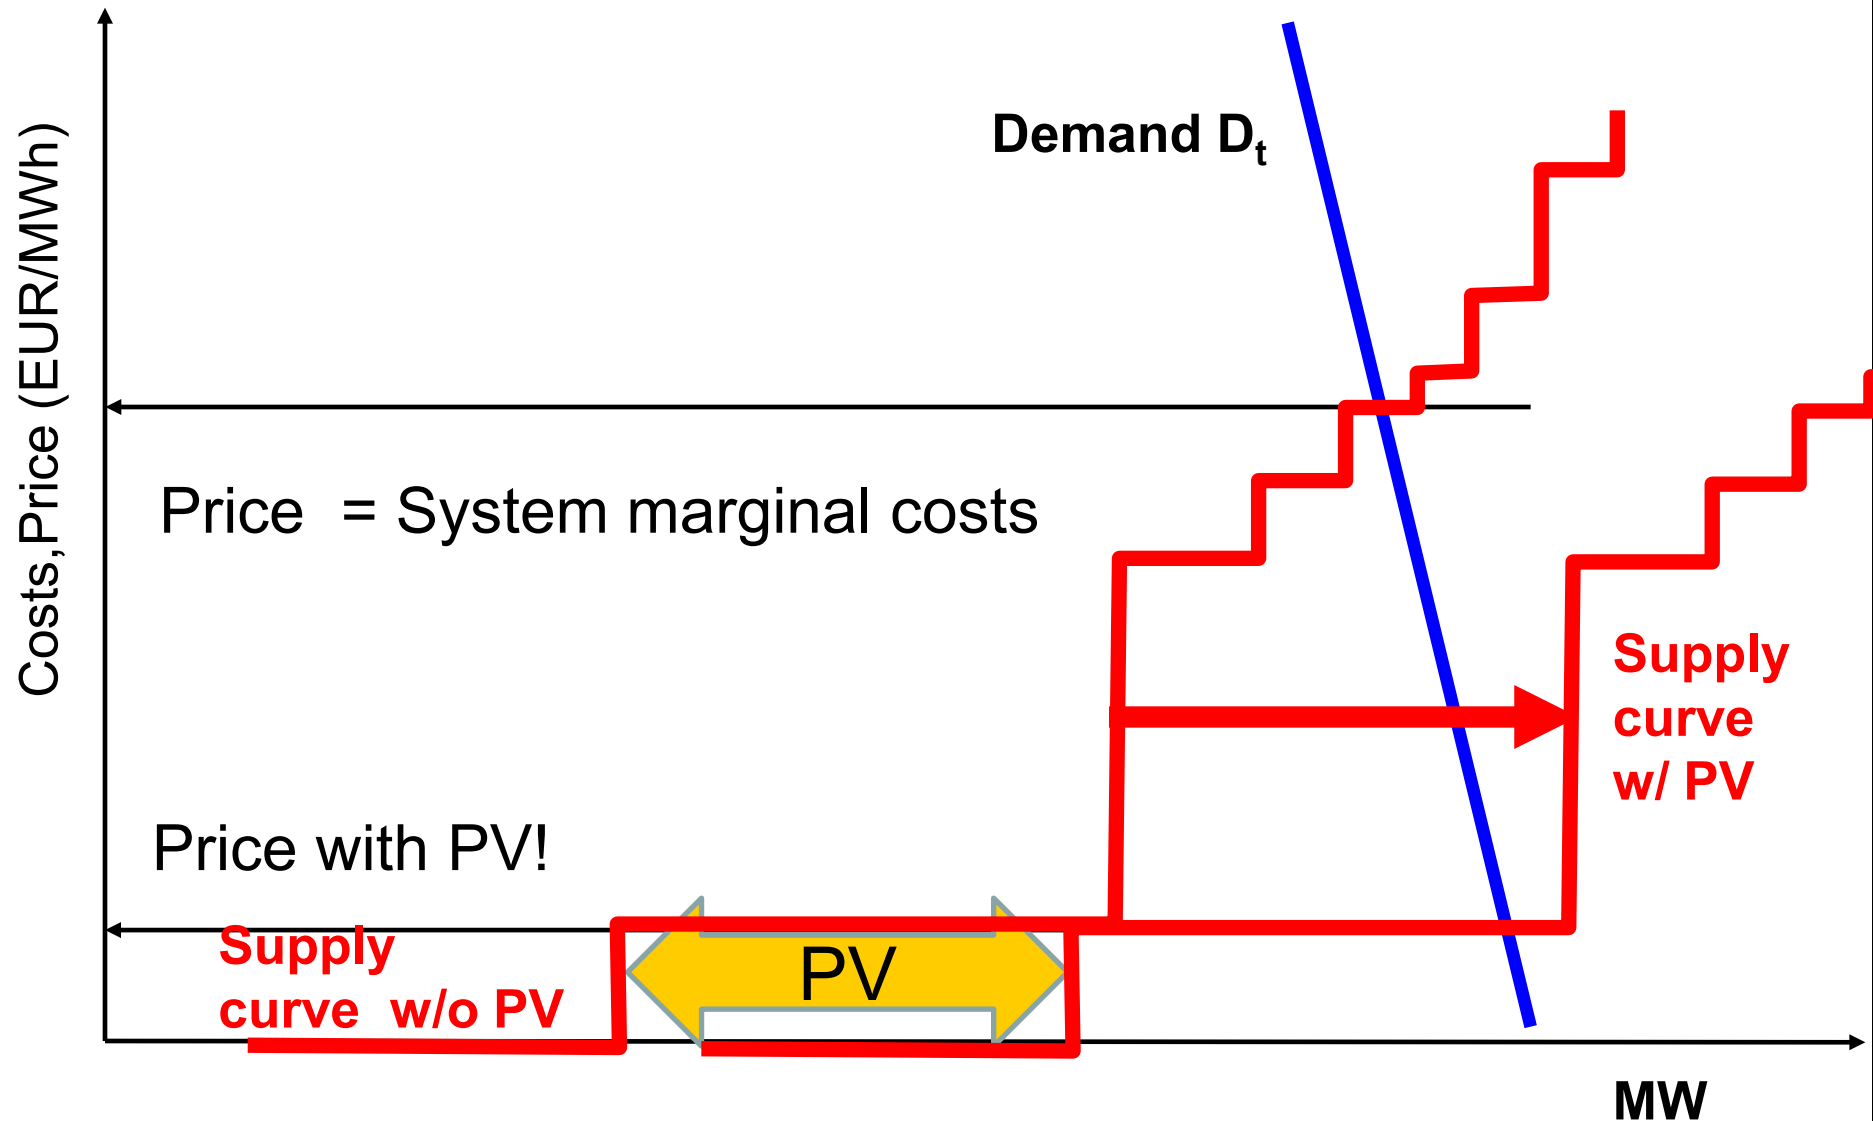 Costs,Price (EUR/MWh)
Demand Dₜ
Price = System marginal costs
Supply
curve
w/ PV
Price with PV!
Supply
curve w/o PV
PV
MW